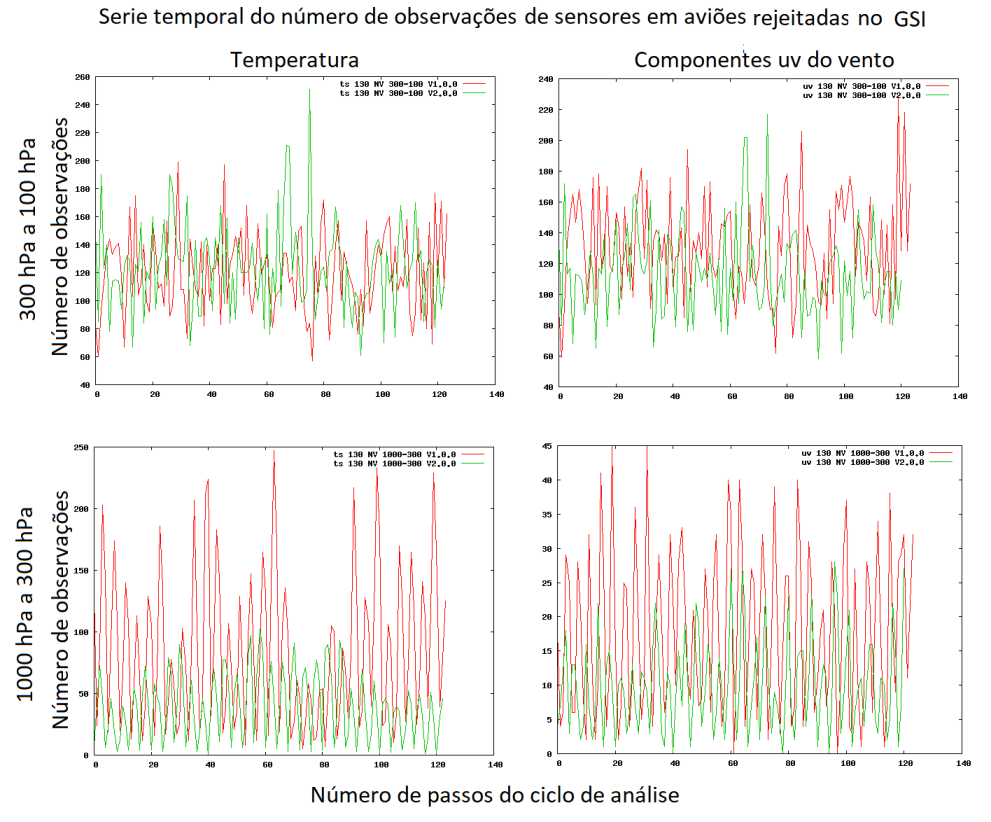 Serie temporal do número de observações de sensores em aviões rejeitadas no GSI
Temperatura
Componentes uv do vento
300 hPa a 100 hPa
Número de observações
ts 130 NV 300-100 V1.0.0
ts 130 NV 300-100 V2.0.0
260
240
220
200
180
160
140
120
100
80
60
40
0 20 40 60 80 100 120 140
uv 130 NV 300-100 V1.0.0
uv 130 NV 300-100 V2.0.0
240
220
200
180
160
140
120
100
80
60
40
0 20 40 60 80 100 120 140
1000 hPa a 300 hPa
Número de observações
ts 130 NV 1000-300 V1.0.0
ts 130 NV 1000-300 V2.0.0
250
200
150
100
50
0
0 20 40 60 80 100 120 140
uv 130 NV 1000-300 V1.0.0
uv 130 NV 1000-300 V2.0.0
45
40
35
30
25
20
15
10
5
0
0 20 40 60 80 100 120 140
Número de passos do ciclo de análise